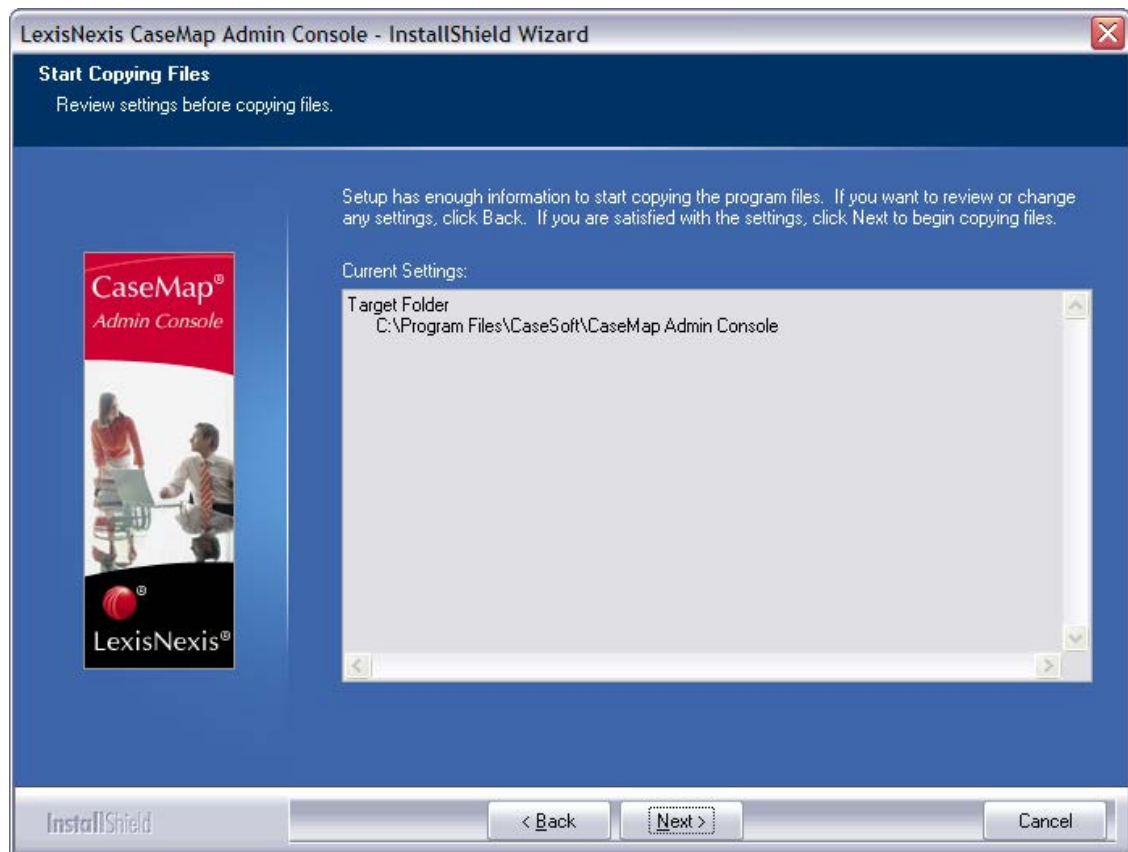 LexisNexis CaseMap Admin Console - InstallShield Wizard
Start Copying Files
Review settings before copying files.
Setup has enough information to start copying the program files. If you want to review or change
any settings, click Back. If you are satisfied with the settings, click Next to begin copying files.
Current Settings:
Target Folder
C:\Program Files\CaseSoft\CaseMap Admin Console
CaseMap®
Admin Console
®
LexisNexis®
InstallShield
< Back
Next >
Cancel